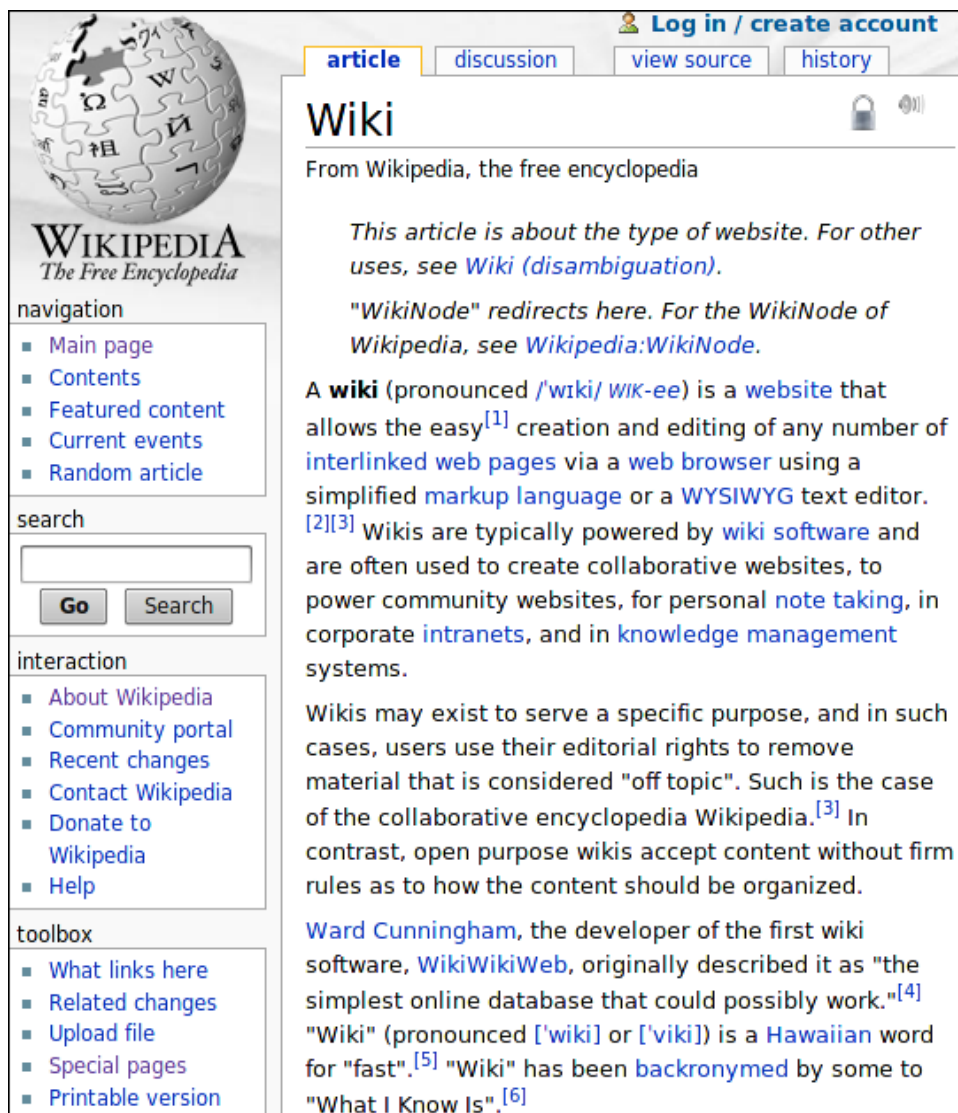 Log in / create account
article
discussion
view source
history
WIKIPEDIA
The Free Encyclopedia
navigation
Main page
Contents
Featured content
Current events
Random article
search
Go
Search
interaction
About Wikipedia
Community portal
Recent changes
Contact Wikipedia
Donate to
Wikipedia
Help
toolbox
What links here
Related changes
Upload file
Special pages
Printable version
Wiki
From Wikipedia, the free encyclopedia
This article is about the type of website. For other
uses, see Wiki (disambiguation).
"WikiNode" redirects here. For the WikiNode of
Wikipedia, see Wikipedia:WikiNode.
A wiki (pronounced /ˈwɪki/ WIK-ee) is a website that
allows the easy[1] creation and editing of any number of
interlinked web pages via a web browser using a
simplified markup language or a WYSIWYG text editor.
[2][3] Wikis are typically powered by wiki software and
are often used to create collaborative websites, to
power community websites, for personal note taking, in
corporate intranets, and in knowledge management
systems.
Wikis may exist to serve a specific purpose, and in such
cases, users use their editorial rights to remove
material that is considered "off topic". Such is the case
of the collaborative encyclopedia Wikipedia.[3] In
contrast, open purpose wikis accept content without firm
rules as to how the content should be organized.
Ward Cunningham, the developer of the first wiki
software, WikiWikiWeb, originally described it as "the
simplest online database that could possibly work."[4]
"Wiki" (pronounced [ˈwiki] or [ˈviki]) is a Hawaiian word
for "fast".[5] "Wiki" has been backronymed by some to
"What I Know Is".[6]